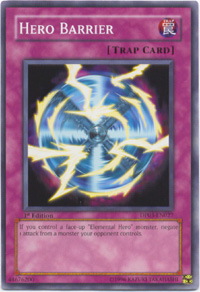 HERO BARRIER
[TRAP CARD]
1st Edition
If you control a face-up "Elemental Hero" monster, negate
1 attack from a monster your opponent controls.